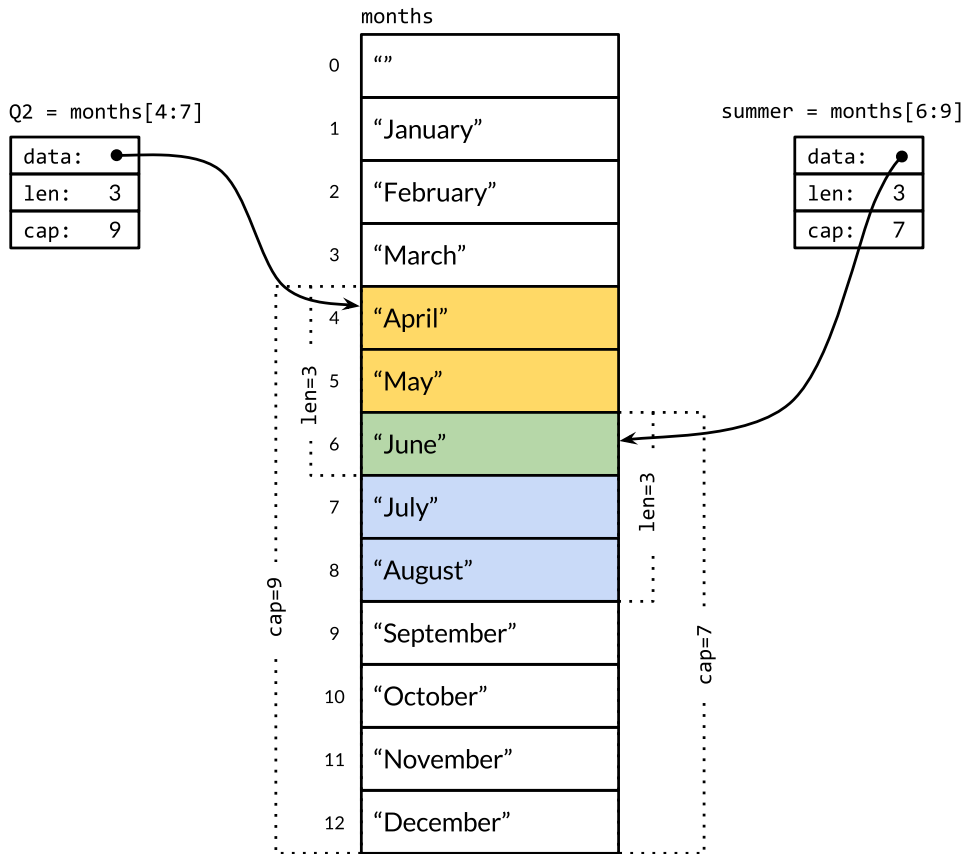 months
0 “”
Q2 = months[4:7]
summer = months[6:9]
1 “January”
data:
data:
2 “February”
len: 3
len: 3
cap: 9
cap: 7
3 “March”
4 “April”
5 “May”
len=3
6 “June”
7 “July”
len=3
8 “August”
cap=9
9 “September”
cap=7
10 “October”
11 “November”
12 “December”